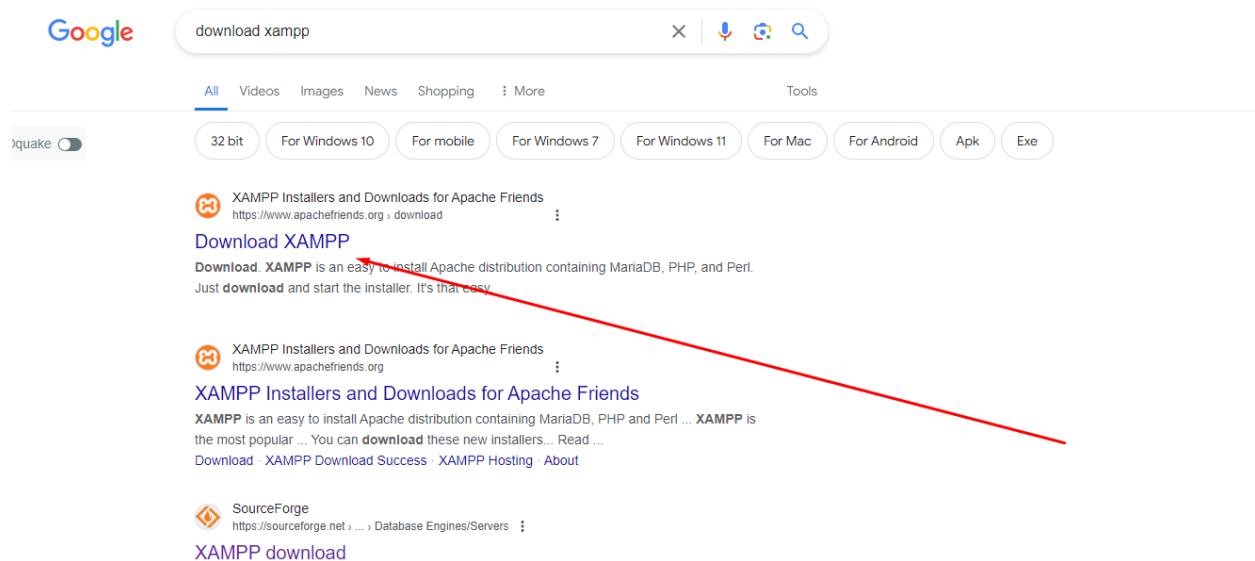 Google
download xampp
All Videos Images News Shopping More Tools
32 bit For Windows 10 For mobile For Windows 7 For Windows 11 For Mac For Android Apk Exe
XAMPP Installers and Downloads for Apache Friends
https://www.apachefriends.org › download
Download XAMPP
Download. XAMPP is an easy to install Apache distribution containing MariaDB, PHP, and Perl.
Just download and start the installer. It's that easy.
XAMPP Installers and Downloads for Apache Friends
https://www.apachefriends.org
XAMPP Installers and Downloads for Apache Friends
XAMPP is an easy to install Apache distribution containing MariaDB, PHP and Perl ... XAMPP is
the most popular ... You can download these new installers... Read ...
Download · XAMPP Download Success · XAMPP Hosting · About
SourceForge
https://sourceforge.net › ... › Database Engines/Servers
XAMPP download